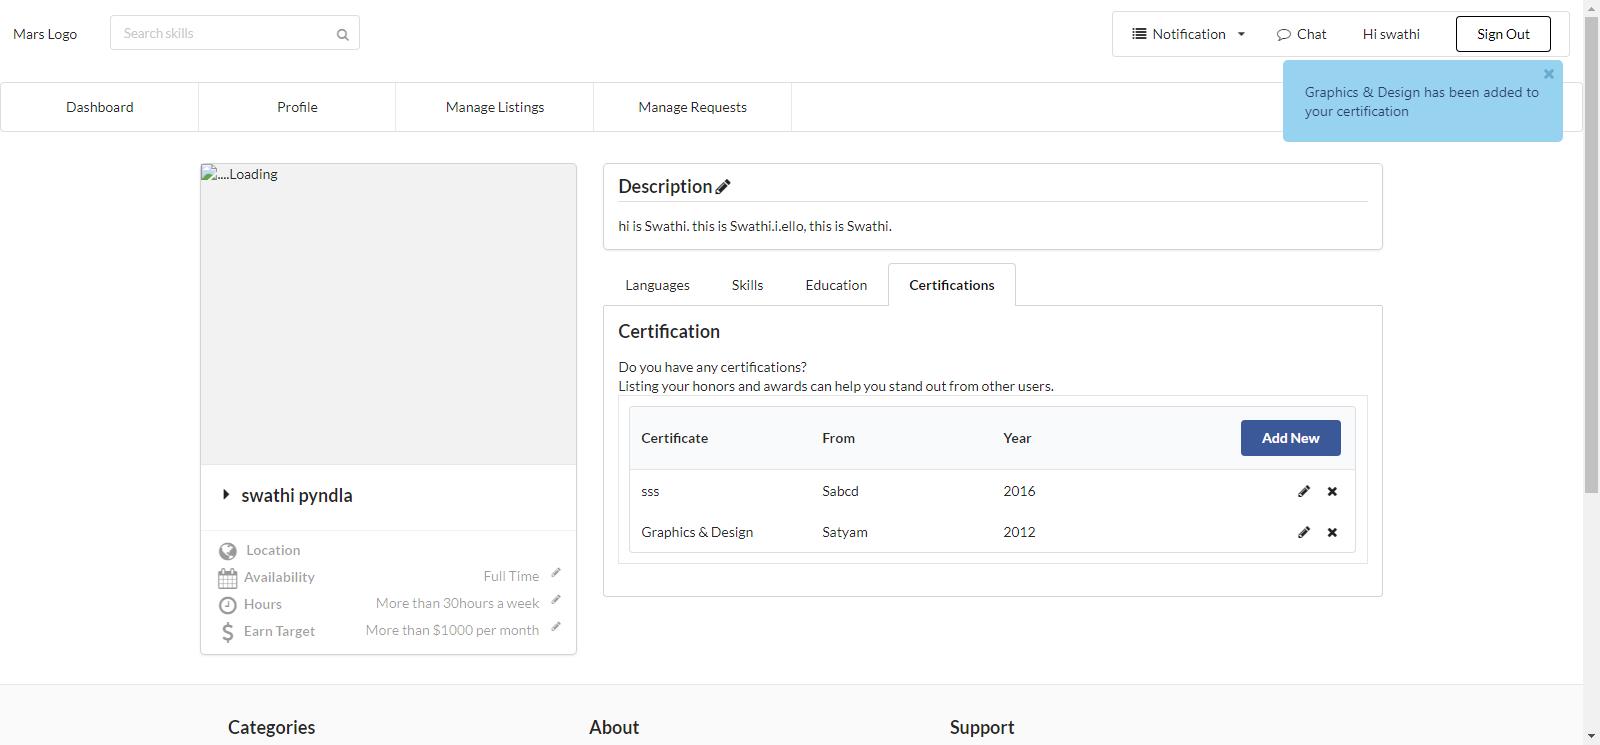 Mars Logo
Search skills
Notification
Chat
Hi swathi
Sign Out
Graphics & Design has been added to
your certification
Dashboard
Profile
Manage Listings
Manage Requests
....Loading
swathi pyndla
Location
Availability
Full Time
Hours
More than 30hours a week
Earn Target
More than $1000 per month
Description
hi is Swathi. this is Swathi.i.ello, this is Swathi.
Languages
Skills
Education
Certifications
Certification
Do you have any certifications?
Listing your honors and awards can help you stand out from other users.
Certificate
From
Year
Add New
sss
Sabcd
2016
Graphics & Design
Satyam
2012
Categories
About
Support